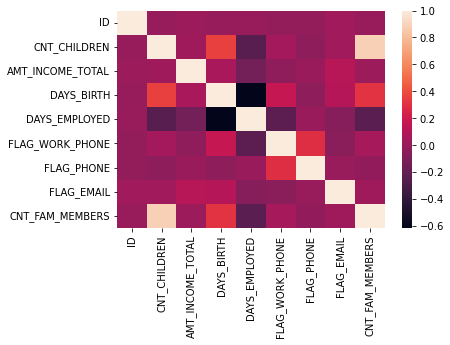 ID
CNT_CHILDREN
AMT_INCOME_TOTAL
DAYS_BIRTH
DAYS_EMPLOYED
FLAG_WORK_PHONE
FLAG_PHONE
FLAG_EMAIL
CNT_FAM_MEMBERS
ID
CNT_CHILDREN
AMT_INCOME_TOTAL
DAYS_BIRTH
DAYS_EMPLOYED
FLAG_WORK_PHONE
FLAG_PHONE
FLAG_EMAIL
CNT_FAM_MEMBERS
1.0
0.8
0.6
0.4
0.2
0.0
−0.2
−0.4
−0.6